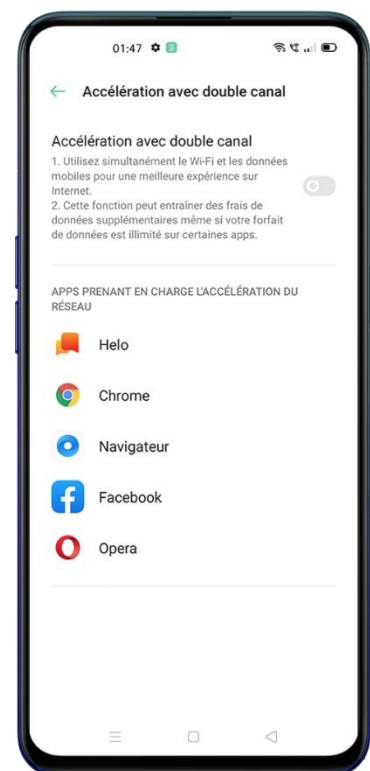 01:47
Accélération avec double canal
Accélération avec double canal
1. Utilisez simultanément le Wi-Fi et les données
mobiles pour une meilleure expérience sur
Internet.
2. Cette fonction peut entraîner des frais de
données supplémentaires même si votre forfait
de données est illimité sur certaines apps.
APPS PRENANT EN CHARGE L'ACCÉLÉRATION DU
RÉSEAU
Helo
Chrome
Navigateur
Facebook
Opera